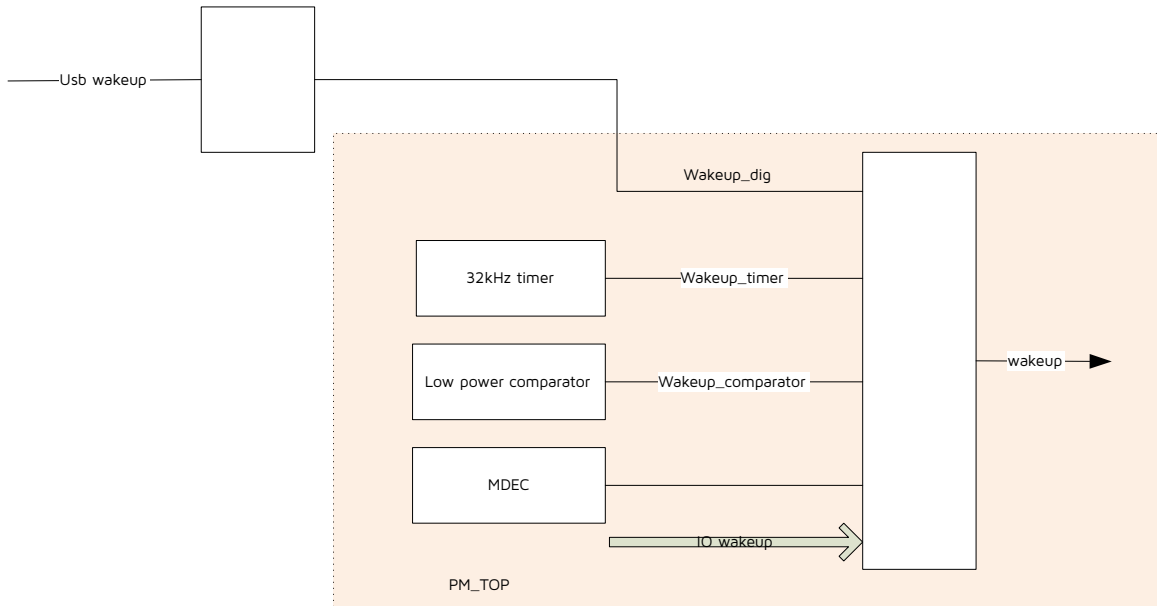 Usb wakeup
Wakeup_dig
32kHz timer
Wakeup_timer
wakeup
Low power comparator
Wakeup_comparator
MDEC
IO wakeup
PM_TOP